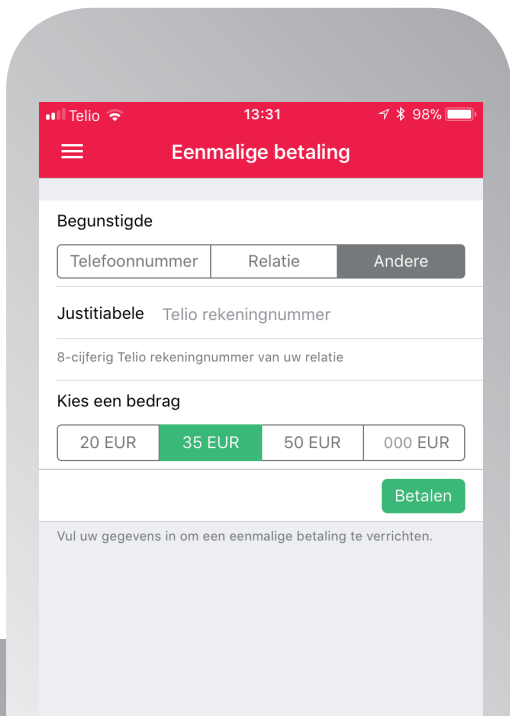 Telio 13:31 98%
Eenmalige betaling
Begunstigde
Telefoonnummer Relatie Andere
Justitiabele Telio rekeningnummer
8-cijferig Telio rekeningnummer van uw relatie
Kies een bedrag
20 EUR 35 EUR 50 EUR 000 EUR
Betalen
Vul uw gegevens in om een eenmalige betaling te verrichten.